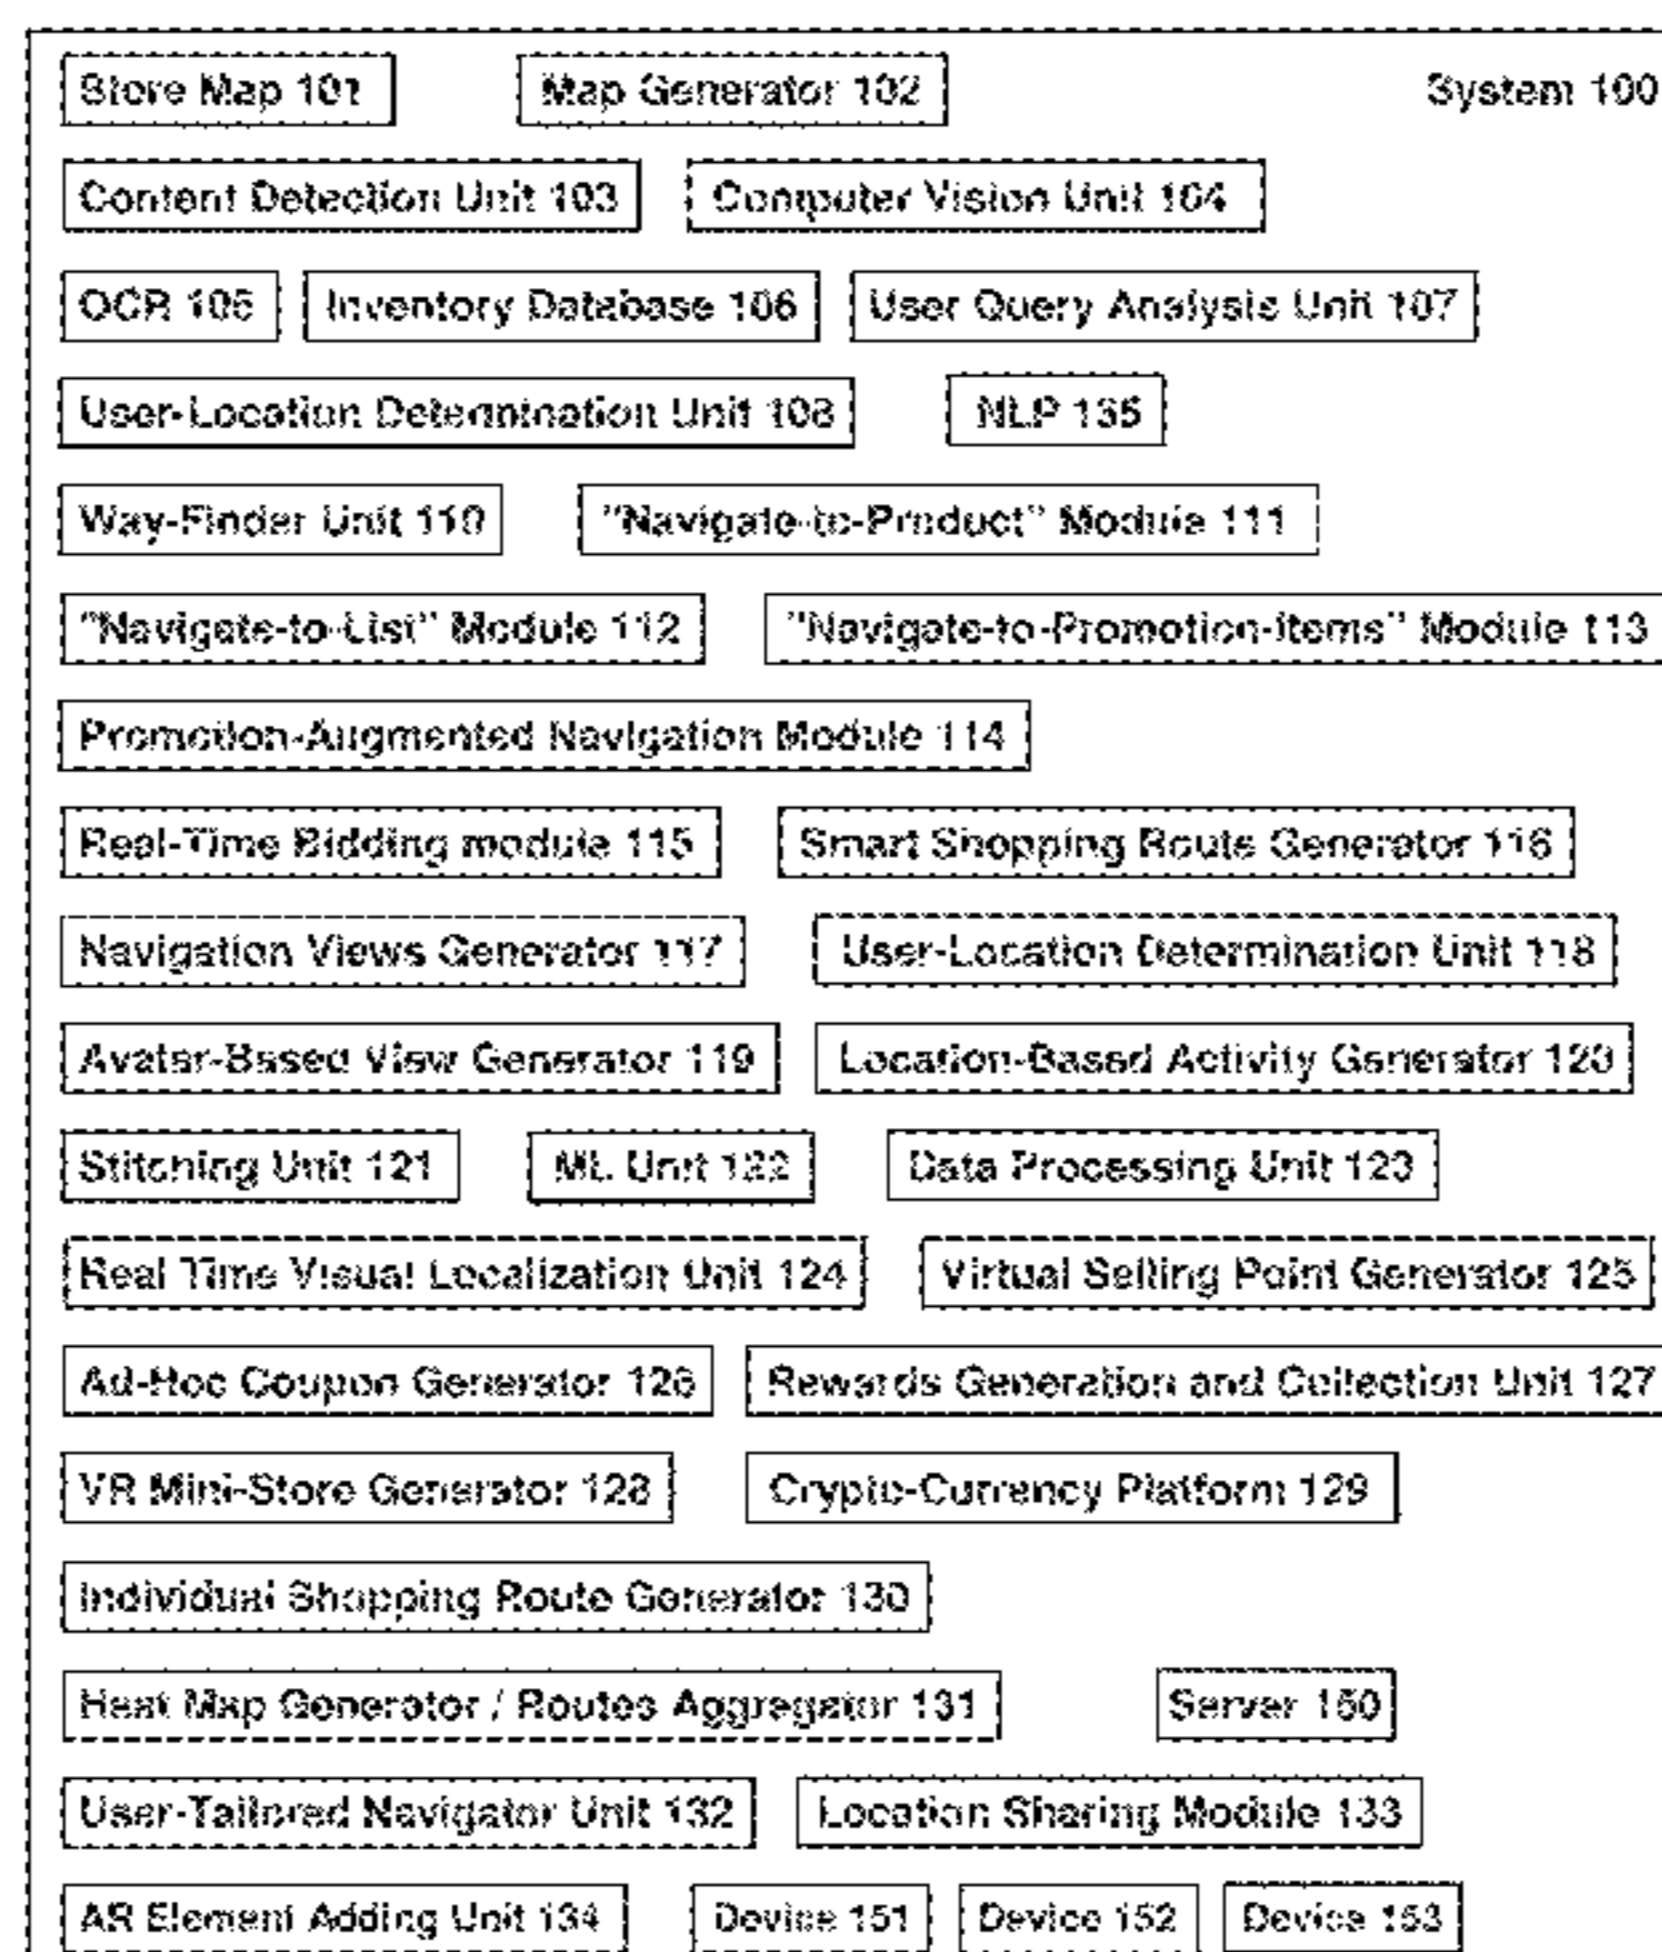 Store Map 101 Map Generator 102 System 100
Content Detection Unit 103 Computer Vision Unit 104
OCR 105 Inventory Database 106 User Query Analysis Unit 107
User-Location Determination Unit 108 NLP 135
Way-Finder Unit 110 "Navigate-to-Product" Module 111
"Navigate-to-List" Module 112 "Navigate-to-Promotion-Items" Module 113
Promotion-Augmented Navigation Module 114
Real-Time Bidding module 115 Smart Shopping Route Generator 116
Navigation Views Generator 117 User-Location Determination Unit 118
Avatar-Based View Generator 119 Location-Based Activity Generator 120
Stitching Unit 121 ML Unit 122 Data Processing Unit 123
Real Time Visual Localization Unit 124 Virtual Selling Point Generator 125
Ad-Hoc Coupon Generator 126 Rewards Generation and Collection Unit 127
VR Mini-Store Generator 128 Crypto-Currency Platform 129
Individual Shopping Route Generator 130
Heat Map Generator / Routes Aggregator 131 Server 150
User-Tailored Navigator Unit 132 Location Sharing Module 133
AR Element Adding Unit 134 Device 151 Device 152 Device 153